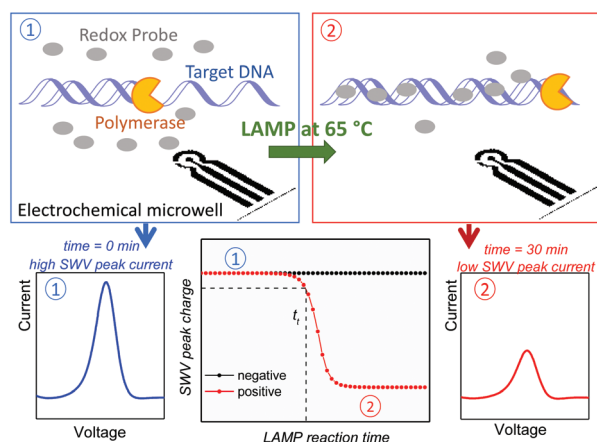 1
Redox Probe
Target DNA
Polymerase
Electrochemical microwell
LAMP at 65 °C
2
time = 0 min
high SWV peak current
1
Current
Voltage
1
SWV peak charge
tₜ
negative
positive
2
LAMP reaction time
time = 30 min
low SWV peak current
2
Current
Voltage